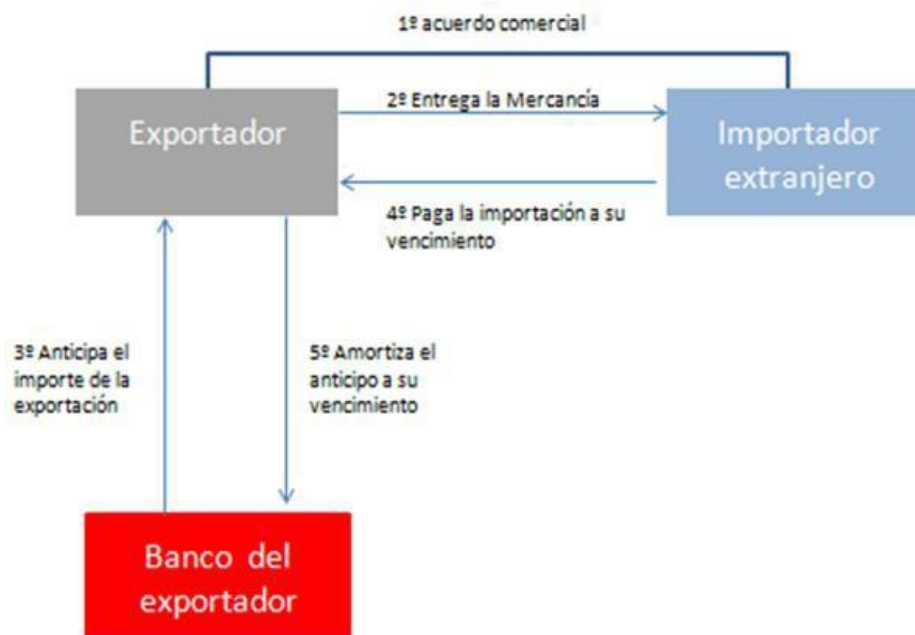 1º acuerdo comercial
Exportador
2º Entrega la Mercancía
Importador
extranjero
4º Paga la importación a su
vencimiento
3º Anticipa el
importe de la
exportación
5º Amortiza el
anticipo a su
vencimiento
Banco del
exportador